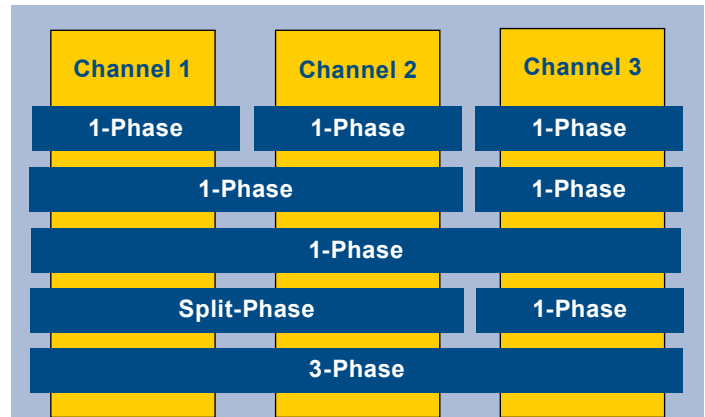 Channel 1 Channel 2 Channel 3
1-Phase 1-Phase 1-Phase
1-Phase 1-Phase
1-Phase
Split-Phase 1-Phase
3-Phase